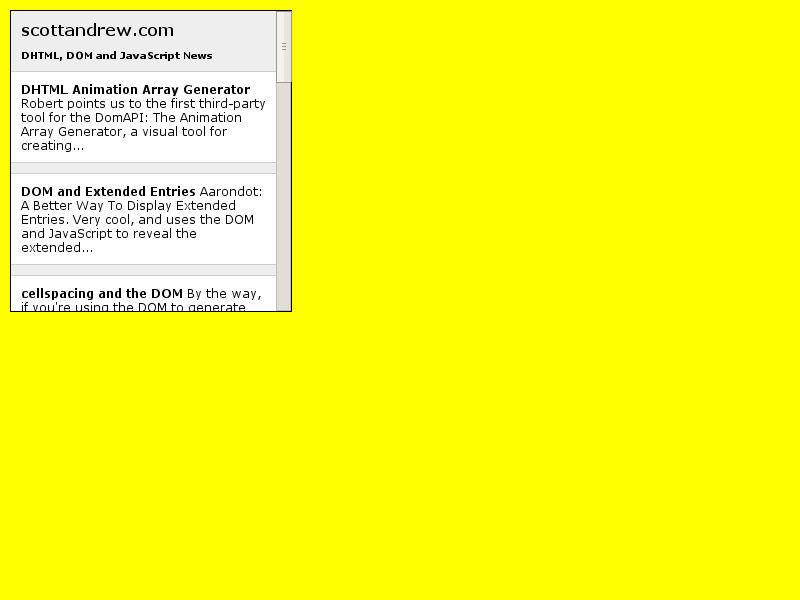 scottandrew.com
DHTML, DOM and JavaScript News
DHTML Animation Array Generator
Robert points us to the first third-party
tool for the DomAPI: The Animation
Array Generator, a visual tool for
creating...
DOM and Extended Entries Aarondot:
A Better Way To Display Extended
Entries. Very cool, and uses the DOM
and JavaScript to reveal the
extended...
cellspacing and the DOM By the way,
if you're using the DOM to generate